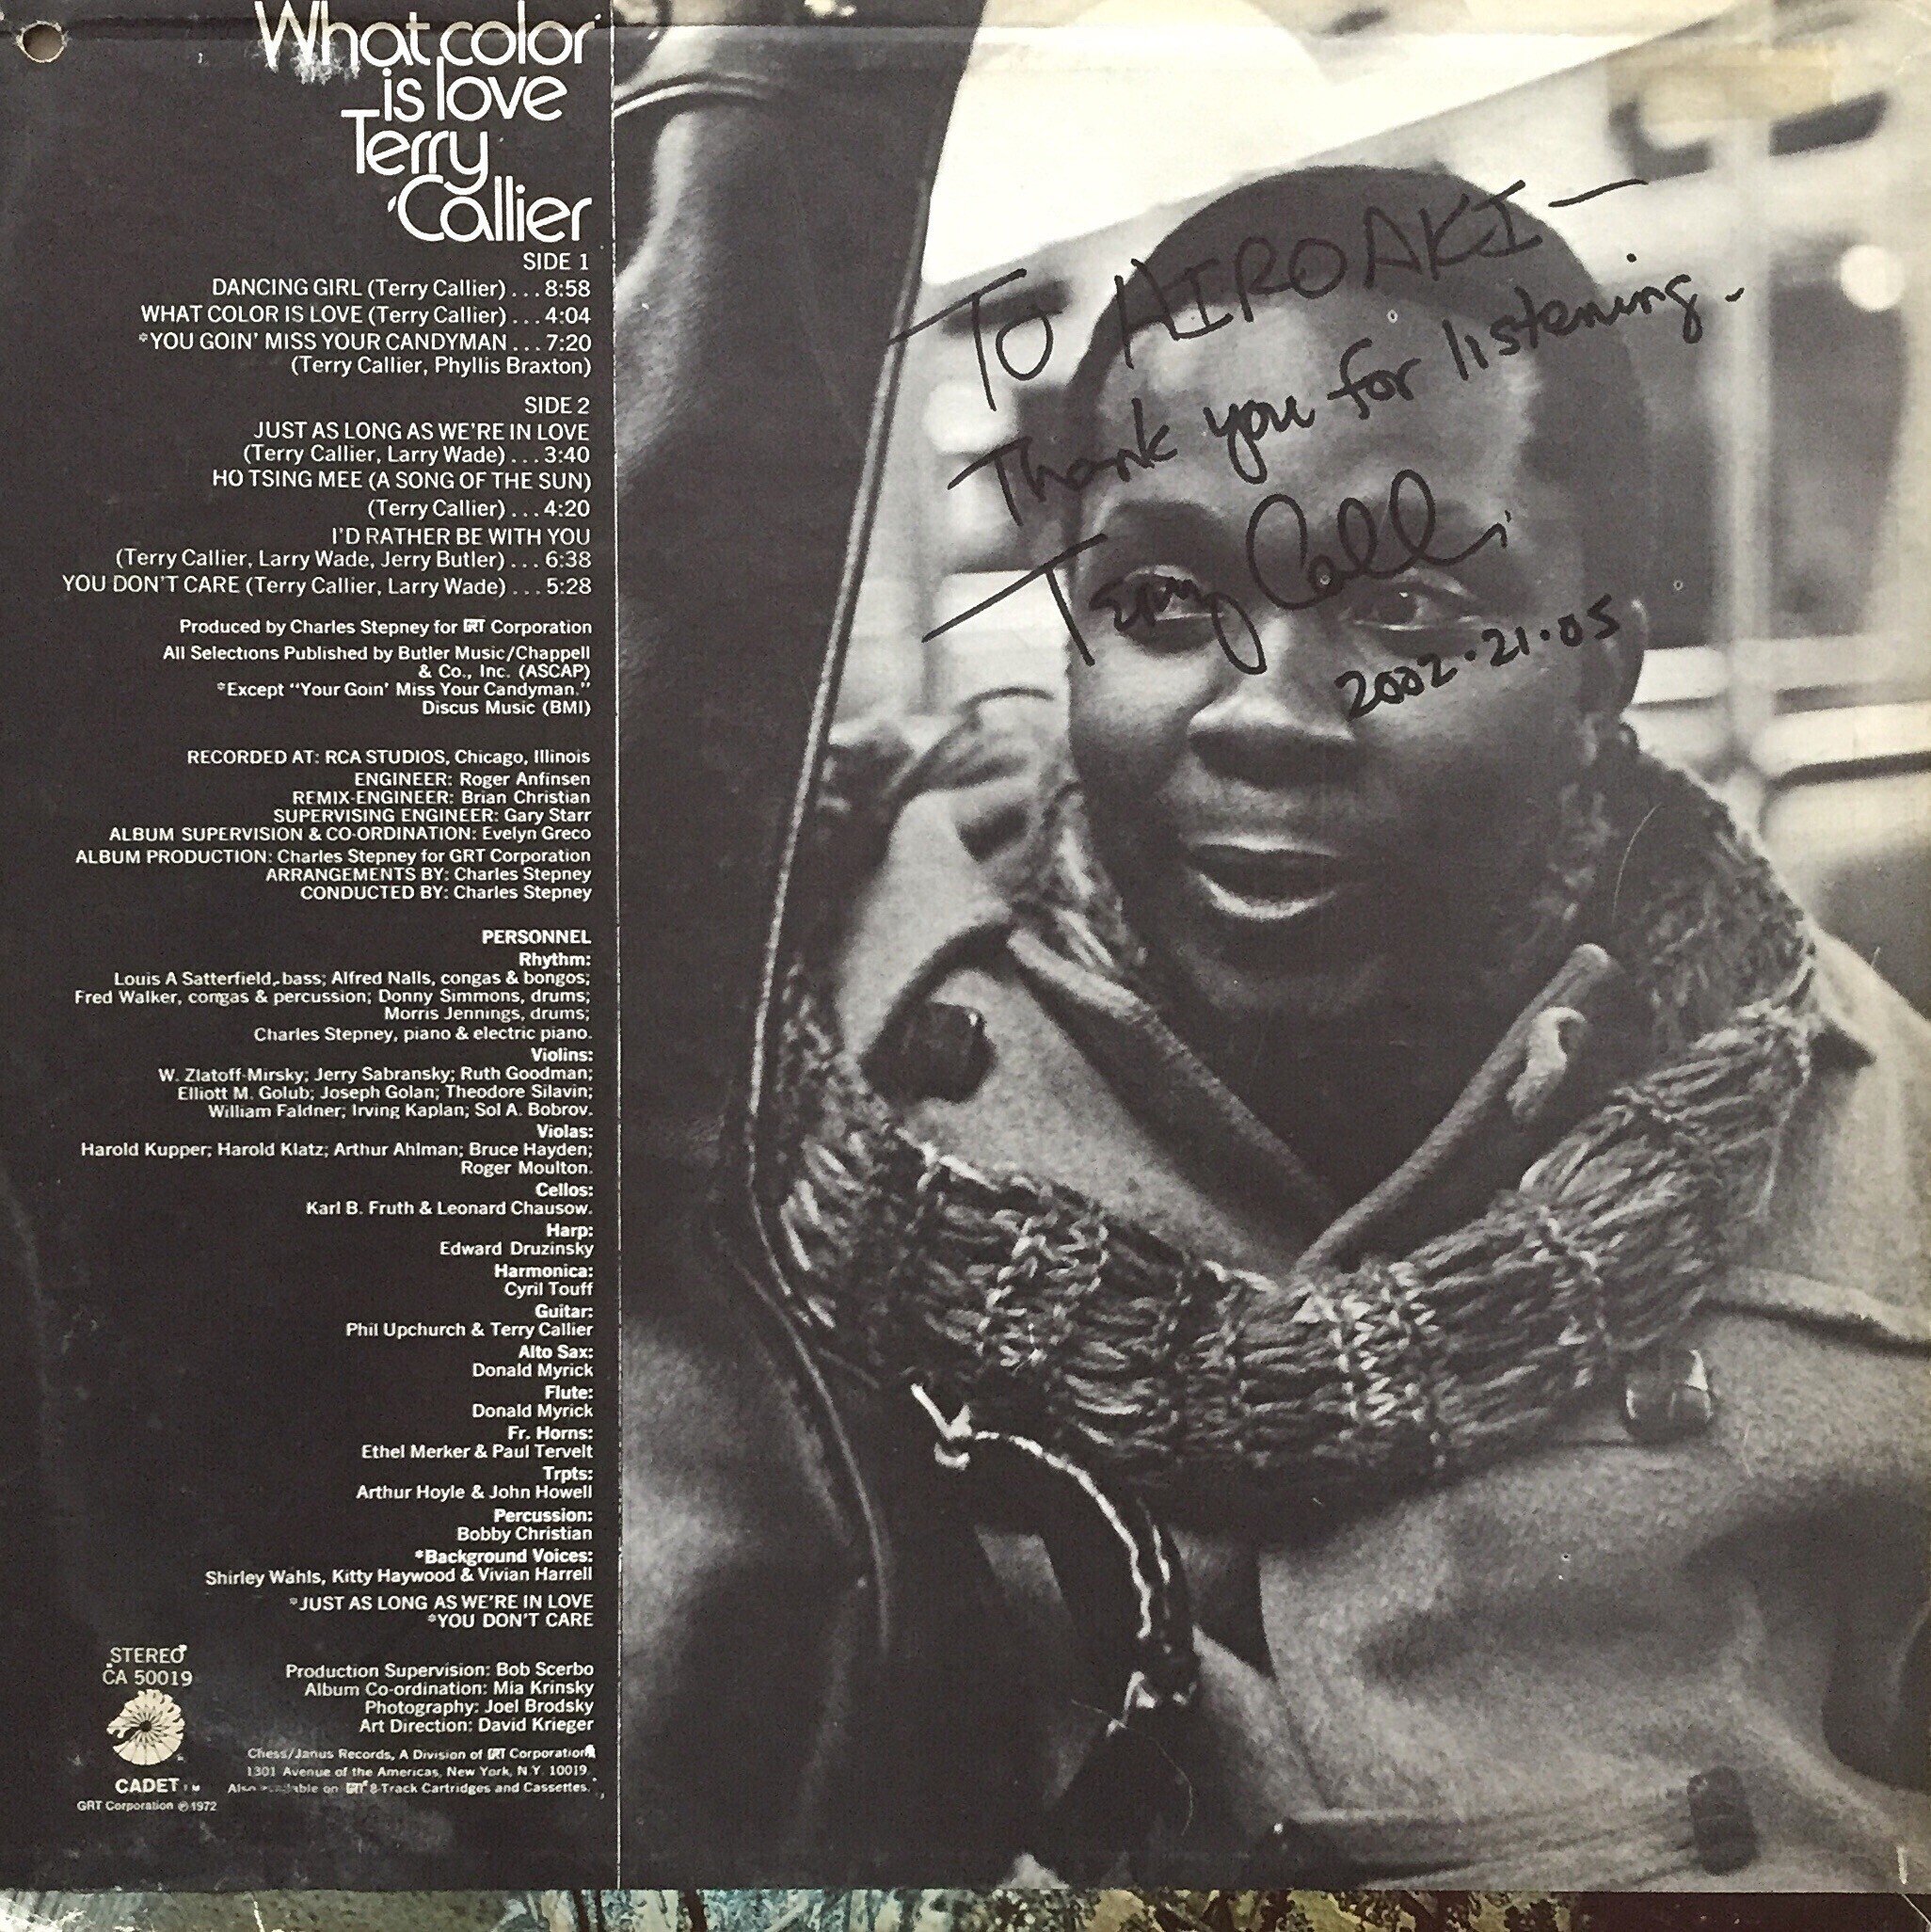 What color
is love
Terry
Callier
SIDE 1
DANCING GIRL (Terry Callier) . . . 8:58
WHAT COLOR IS LOVE (Terry Callier) . . . 4:04
*YOU GOIN' MISS YOUR CANDYMAN . . . 7:20
(Terry Callier, Phyllis Braxton)
SIDE 2
JUST AS LONG AS WE'RE IN LOVE
(Terry Callier, Larry Wade) . . . 3:40
HO TSING MEE (A SONG OF THE SUN)
(Terry Callier) . . . 4:20
I'D RATHER BE WITH YOU
(Terry Callier, Larry Wade, Jerry Butler) . . . 6:38
YOU DON'T CARE (Terry Callier, Larry Wade) . . . 5:28
Produced by Charles Stepney for GRT Corporation
All Selections Published by Butler Music/Chappell
& Co., Inc. (ASCAP)
*Except "Your Goin' Miss Your Candyman."
Discus Music (BMI)
RECORDED AT: RCA STUDIOS, Chicago, Illinois
ENGINEER: Roger Anfinsen
REMIX-ENGINEER: Brian Christian
SUPERVISING ENGINEER: Gary Starr
ALBUM SUPERVISION & CO-ORDINATION: Evelyn Greco
ALBUM PRODUCTION: Charles Stepney for GRT Corporation
ARRANGEMENTS BY: Charles Stepney
CONDUCTED BY: Charles Stepney
PERSONNEL
Rhythm:
Louis A Satterfield, bass; Alfred Nalls, congas & bongos;
Fred Walker, congas & percussion; Donny Simmons, drums;
Morris Jennings, drums;
Charles Stepney, piano & electric piano.
Violins:
W. Zlatoff-Mirsky; Jerry Sabransky; Ruth Goodman;
Elliott M. Golub; Joseph Golan; Theodore Silavin;
William Faldner; Irving Kaplan; Sol A. Bobrov.
Violas:
Harold Kupper; Harold Klatz; Arthur Ahlman; Bruce Hayden;
Roger Moulton.
Cellos:
Karl B. Fruth & Leonard Chausow.
Harp:
Edward Druzinsky
Harmonica:
Cyril Touff
Guitar:
Phil Upchurch & Terry Callier
Alto Sax:
Donald Myrick
Flute:
Donald Myrick
Fr. Horns:
Ethel Merker & Paul Tervelt
Trpts:
Arthur Hoyle & John Howell
Percussion:
Bobby Christian
*Background Voices:
Shirley Wahls, Kitty Haywood & Vivian Harrell
*JUST AS LONG AS WE'RE IN LOVE
*YOU DON'T CARE
Production Supervision: Bob Scerbo
Album Co-ordination: Mia Krinsky
Photography: Joel Brodsky
Art Direction: David Krieger
Chess/Janus Records, A Division of GRT Corporation
1301 Avenue of the Americas, New York, N.Y. 10019
Also available on GRT 8-Track Cartridges and Cassettes.
STEREO
CA 50019
CADET TM
GRT Corporation ℗ 1972
TO HIROAKI —
Thank you for listening -
Terry Calli
2002.21.05